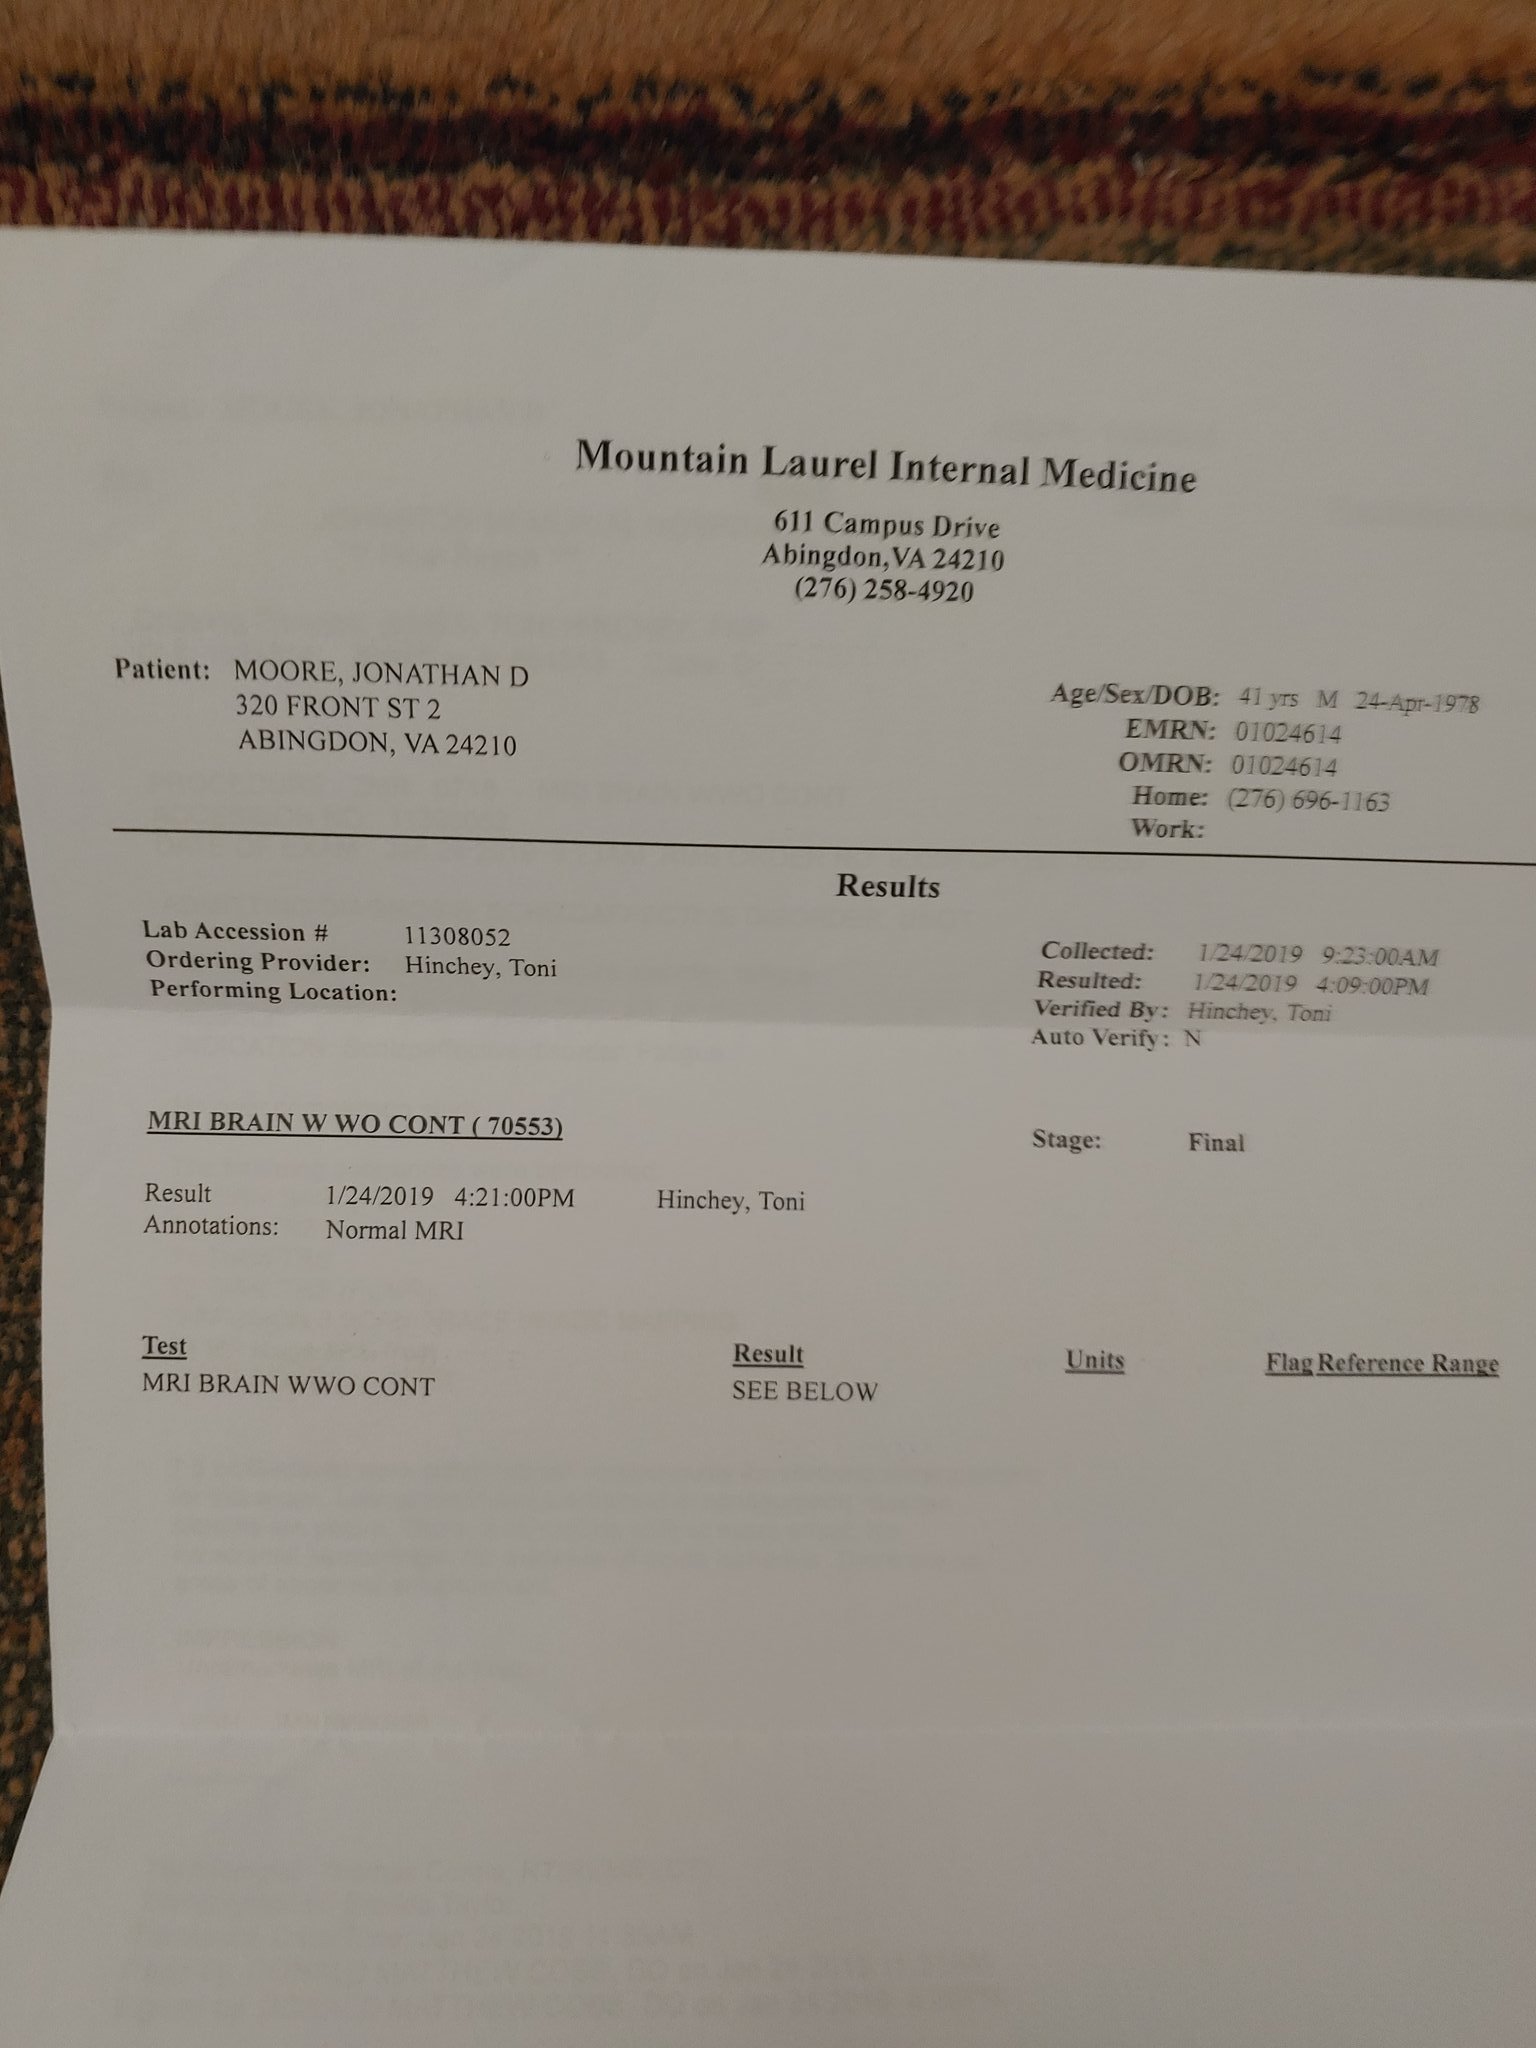 Mountain Laurel Internal Medicine
611 Campus Drive
Abingdon,VA 24210
(276) 258-4920
Patient: MOORE, JONATHAN D
320 FRONT ST 2
ABINGDON, VA 24210
Age/Sex/DOB: 41 yrs M 24-Apr-1978
EMRN: 01024614
OMRN: 01024614
Home: (276) 696-1163
Work:
Results
Lab Accession # 11308052
Ordering Provider: Hinchey, Toni
Performing Location:
Collected: 1/24/2019 9:23:00AM
Resulted: 1/24/2019 4:09:00PM
Verified By: Hinchey, Toni
Auto Verify: N
MRI BRAIN W WO CONT ( 70553)
Stage: Final
Result 1/24/2019 4:21:00PM Hinchey, Toni
Annotations: Normal MRI
Test Result Units Flag Reference Range
MRI BRAIN WWO CONT SEE BELOW